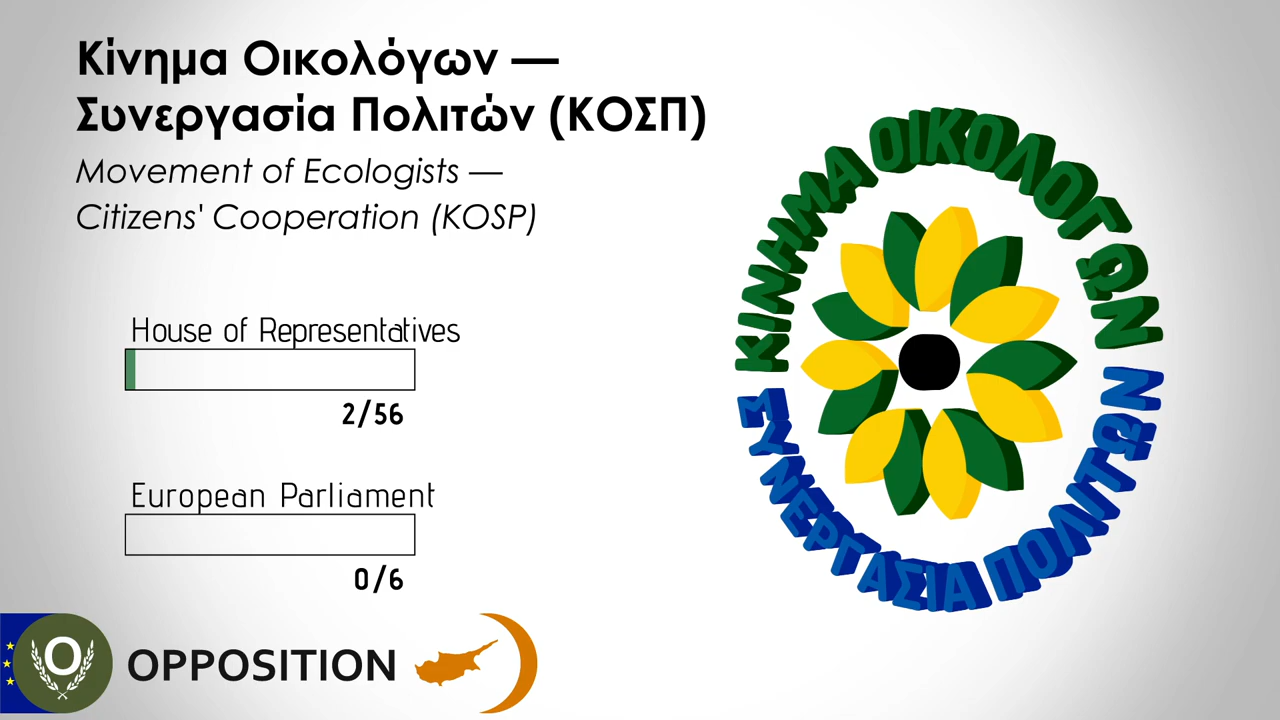 Κίνημα Οικολόγων —
Συνεργασία Πολιτών (ΚΟΣΠ)
Movement of Ecologists —
Citizens' Cooperation (KOSP)
House of Representatives
2/56
European Parliament
0/6
O
OPPOSITION
ΚΙΝΗΜΑ ΟΙΚΟΛΟΓΩΝ
ΣΥΝΕΡΓΑΣΙΑ ΠΟΛΙΤΩΝ